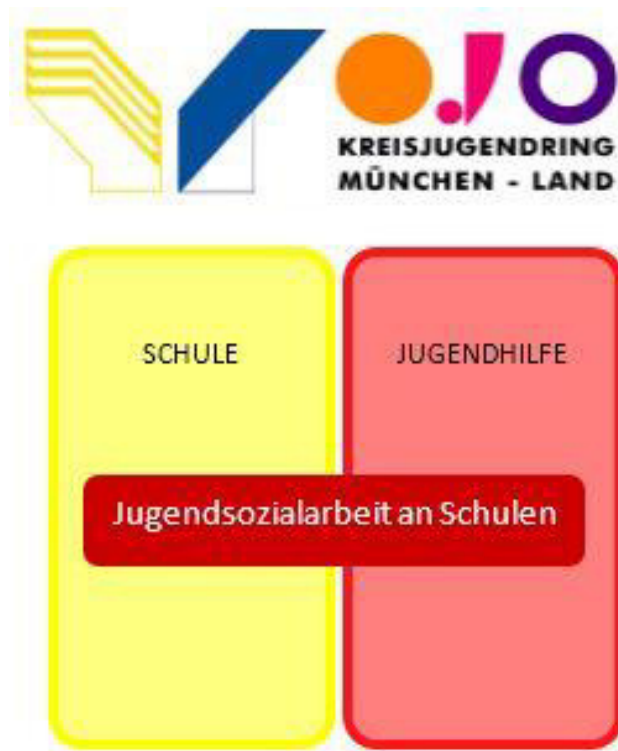 KREISJUGENDRING
MÜNCHEN - LAND
SCHULE
JUGENDHILFE
Jugendsozialarbeit an Schulen